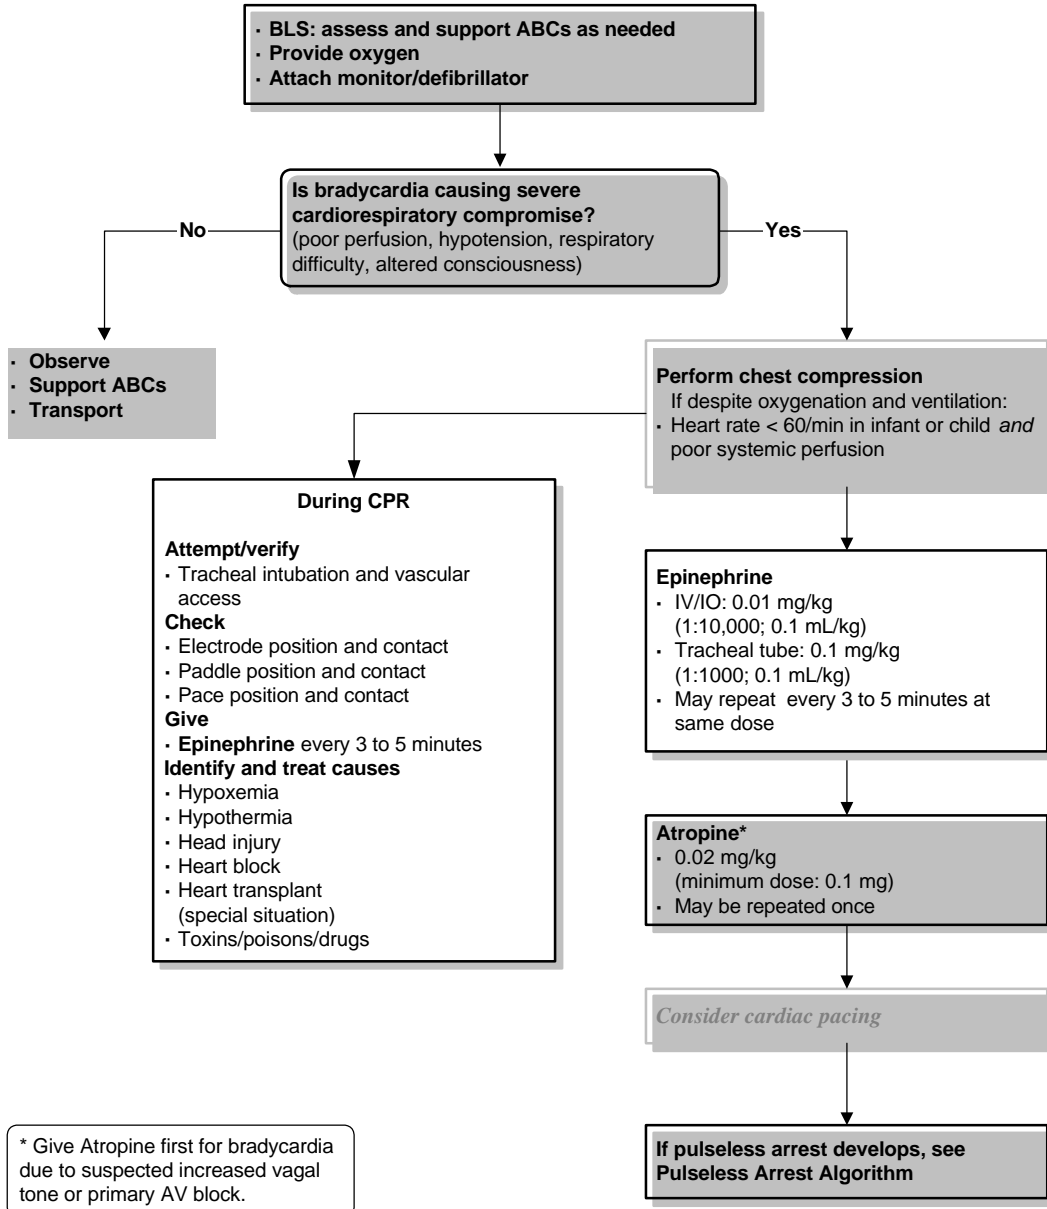 · BLS: assess and support ABCs as needed
· Provide oxygen
· Attach monitor/defibrillator
Is bradycardia causing severe
cardiorespiratory compromise?
(poor perfusion, hypotension, respiratory
difficulty, altered consciousness)
No
Yes
· Observe
· Support ABCs
· Transport
Perform chest compression
If despite oxygenation and ventilation:
· Heart rate < 60/min in infant or child and
poor systemic perfusion
During CPR
Attempt/verify
· Tracheal intubation and vascular
access
Check
· Electrode position and contact
· Paddle position and contact
· Pace position and contact
Give
· Epinephrine every 3 to 5 minutes
Identify and treat causes
· Hypoxemia
· Hypothermia
· Head injury
· Heart block
· Heart transplant
(special situation)
· Toxins/poisons/drugs
Epinephrine
· IV/IO: 0.01 mg/kg
(1:10,000; 0.1 mL/kg)
· Tracheal tube: 0.1 mg/kg
(1:1000; 0.1 mL/kg)
· May repeat every 3 to 5 minutes at
same dose
Atropine*
· 0.02 mg/kg
(minimum dose: 0.1 mg)
· May be repeated once
Consider cardiac pacing
If pulseless arrest develops, see
Pulseless Arrest Algorithm
* Give Atropine first for bradycardia
due to suspected increased vagal
tone or primary AV block.